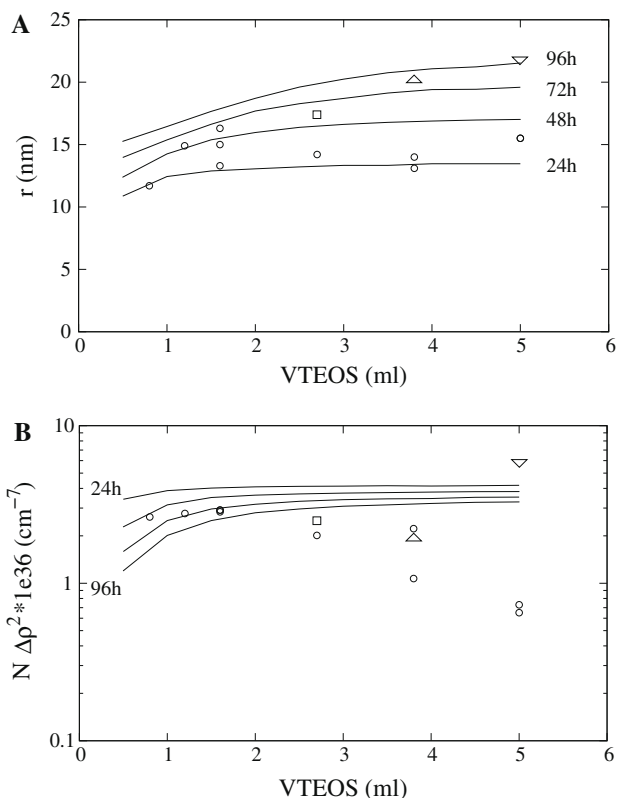 A
25
20
15
10
5
0
r (nm)
96h
72h
48h
24h
0 1 2 3 4 5 6
VTEOS (ml)
B
10
1
0.1
N Δρ²*1e36 (cm⁻⁷)
24h
96h
0 1 2 3 4 5 6
VTEOS (ml)